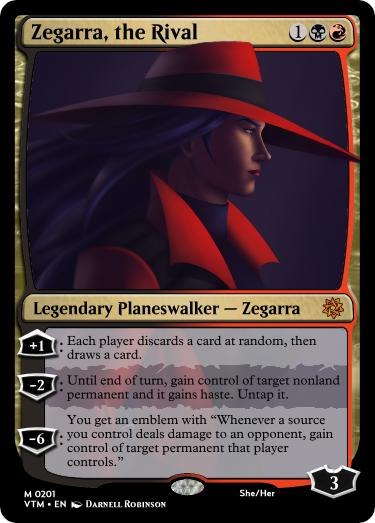 Zegarra, the Rival 1
Legendary Planeswalker — Zegarra
+1: Each player discards a card at random, then
draws a card.
-2: Until end of turn, gain control of target nonland
permanent and it gains haste. Untap it.
You get an emblem with “Whenever a source
-6: you control deals damage to an opponent, gain
control of target permanent that player
controls.”
3
M 0201 She/Her
VTM • EN Darnell Robinson